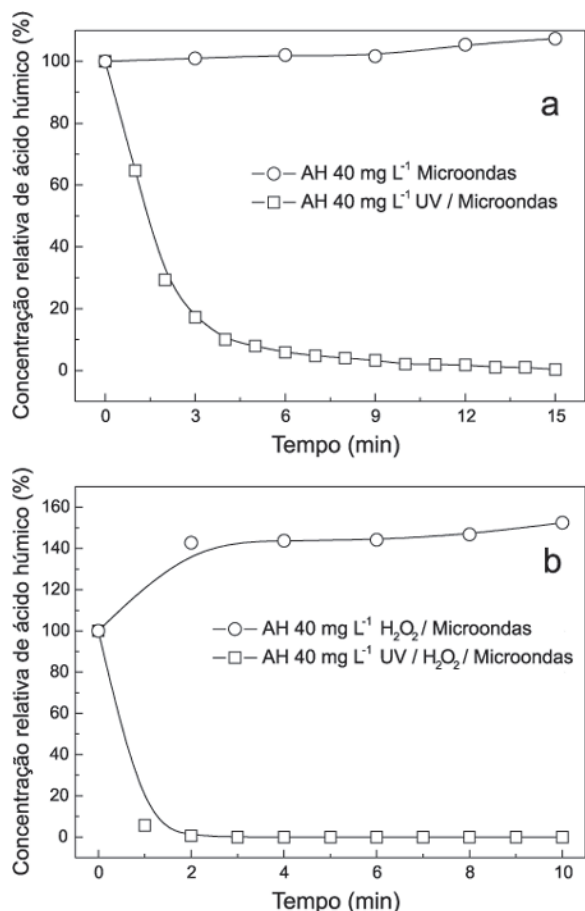 Concentração relativa de ácido húmico (%)
100
80
60
40
20
0
a
AH 40 mg L⁻¹ Microondas
AH 40 mg L⁻¹ UV / Microondas
0 3 6 9 12 15
Tempo (min)
Concentração relativa de ácido húmico (%)
160
140
120
100
80
60
40
20
0
b
AH 40 mg L⁻¹ H₂O₂ / Microondas
AH 40 mg L⁻¹ UV / H₂O₂ / Microondas
0 2 4 6 8 10
Tempo (min)